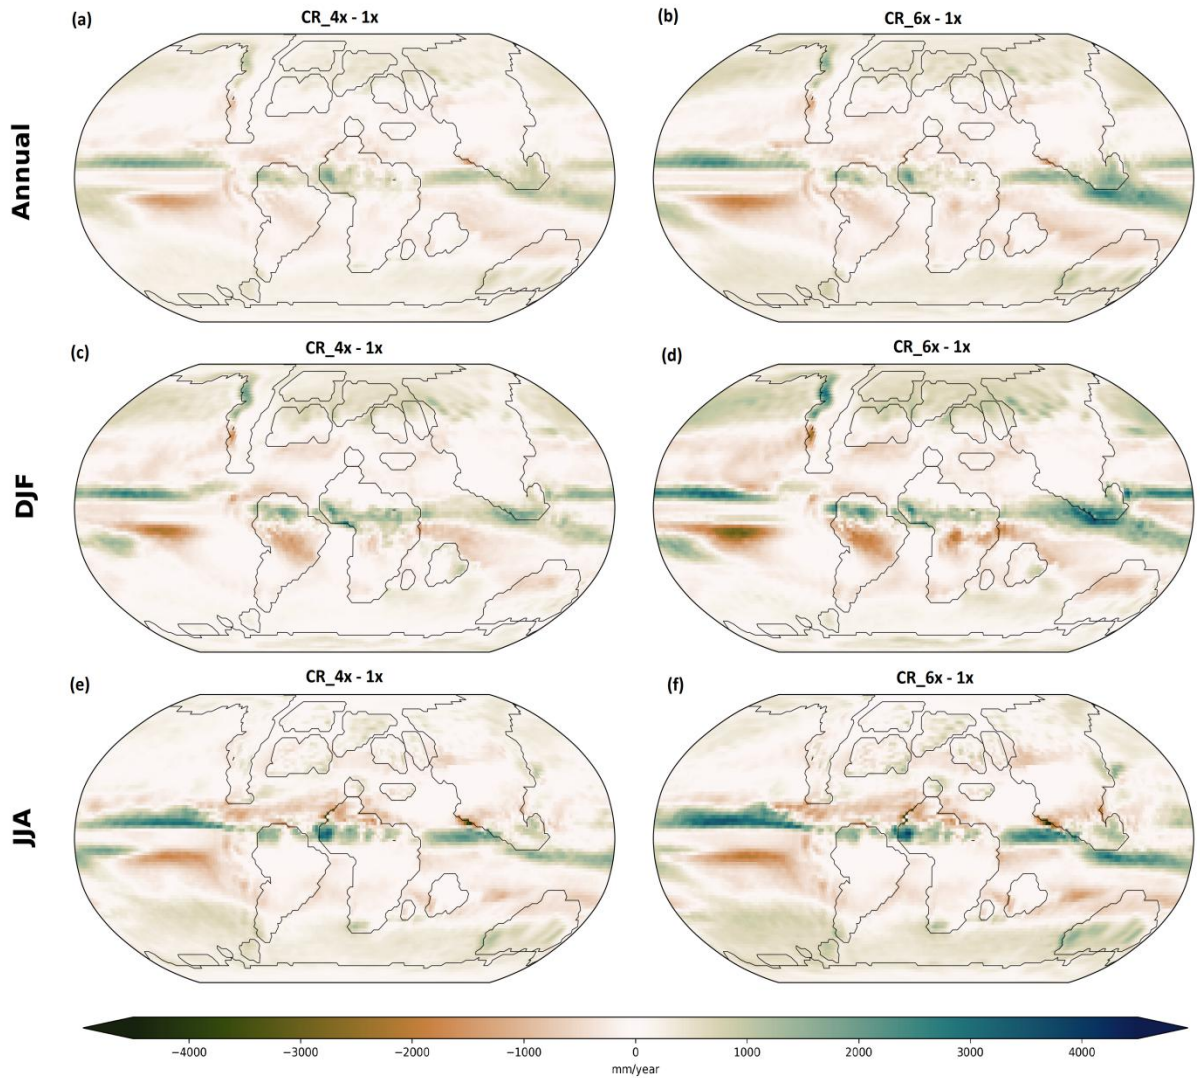 (a) CR_4x - 1x
(b) CR_6x - 1x
Annual
(c) CR_4x - 1x
(d) CR_6x - 1x
DJF
(e) CR_4x - 1x
(f) CR_6x - 1x
JJA
−4000 −3000 −2000 −1000 0 1000 2000 3000 4000
mm/year